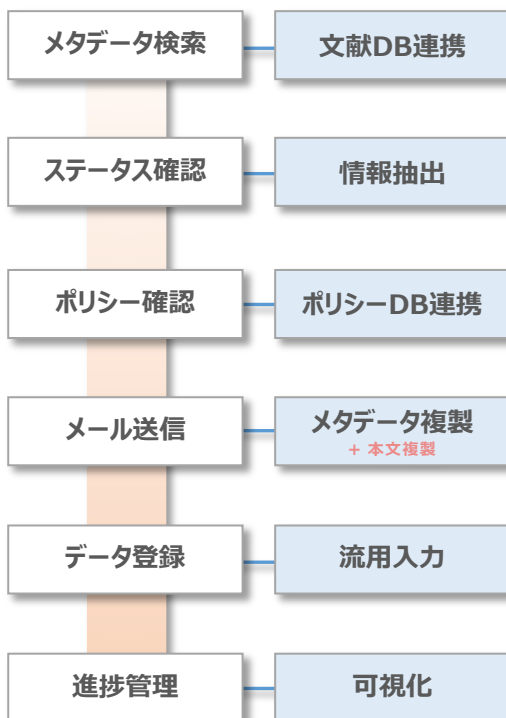 メタデータ検索
文献DB連携
ステータス確認
情報抽出
ポリシー確認
ポリシーDB連携
メール送信
メタデータ複製
+ 本文複製
データ登録
流用入力
進捗管理
可視化